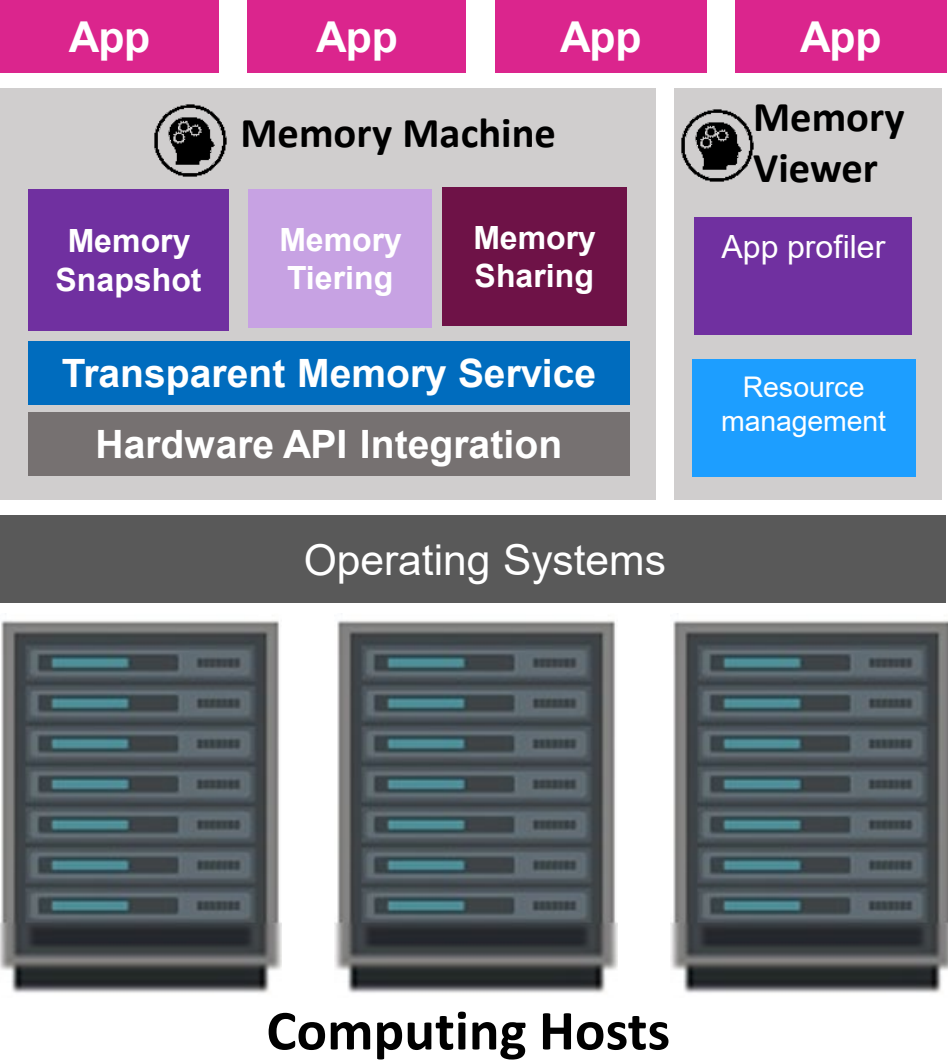 App
App
App
App
Memory Machine
Memory
Viewer
Memory
Snapshot
Memory
Tiering
Memory
Sharing
App profiler
Transparent Memory Service
Resource
management
Hardware API Integration
Operating Systems
Computing Hosts